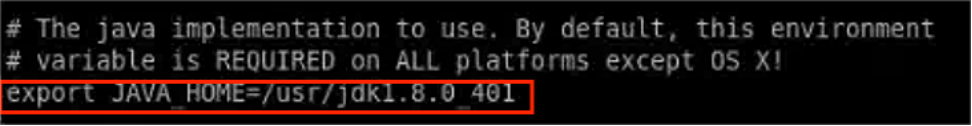 # The java implementation to use. By default, this environment
# variable is REQUIRED on ALL platforms except OS X!
export JAVA_HOME=/usr/jdk1.8.0_401